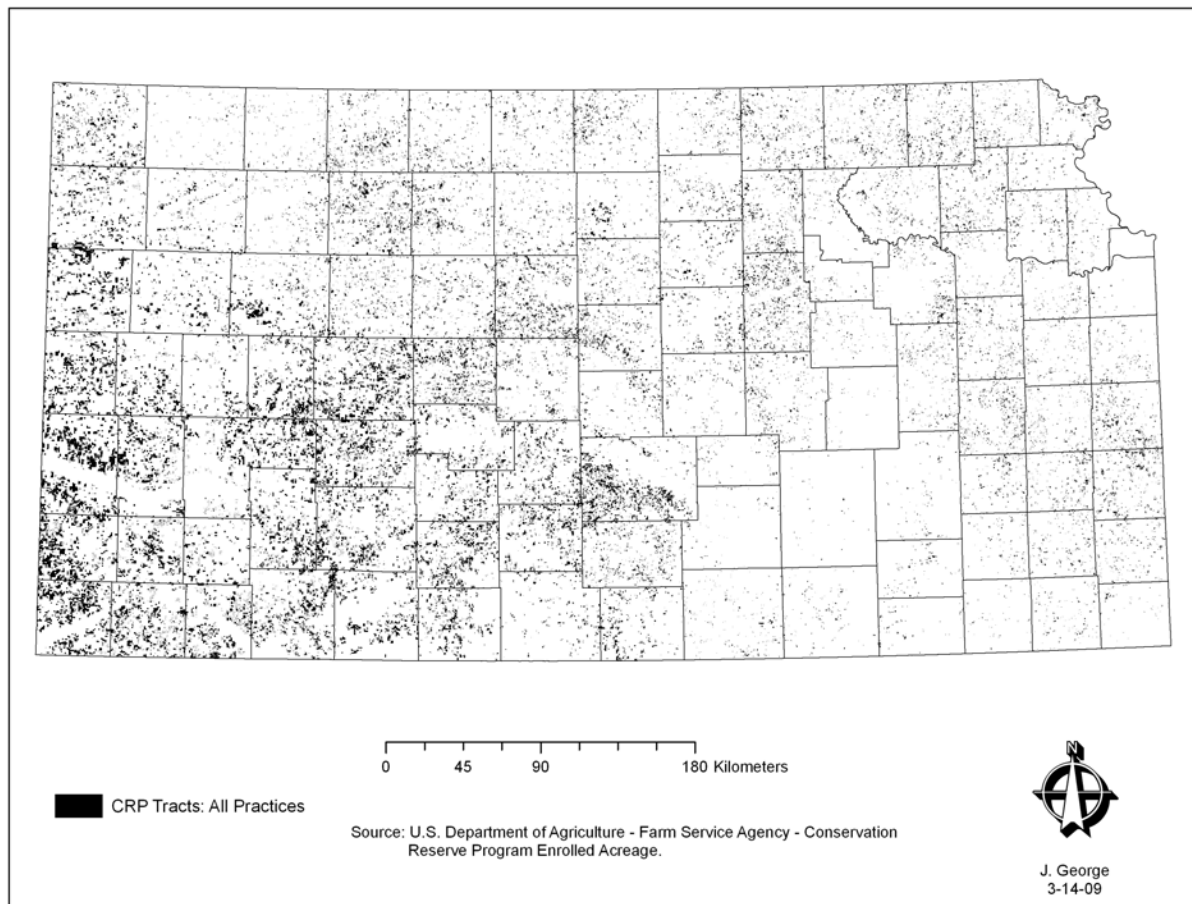 0 45 90 180 Kilometers
CRP Tracts: All Practices
Source: U.S. Department of Agriculture - Farm Service Agency - Conservation
Reserve Program Enrolled Acreage.
N
J. George
3-14-09